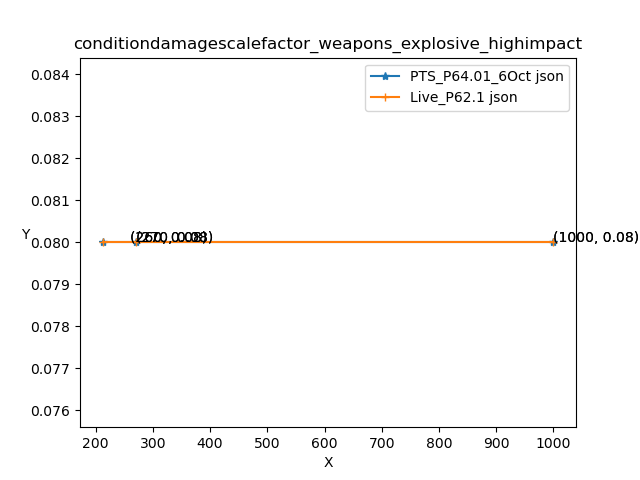 conditiondamagescalefactor_weapons_explosive_highimpact
PTS_P64.01_6Oct json
Live_P62.1 json
0.084
0.083
0.082
0.081
0.080
0.079
0.078
0.077
0.076
Y
(1000, 0.08)
200 300 400 500 600 700 800 900 1000
X